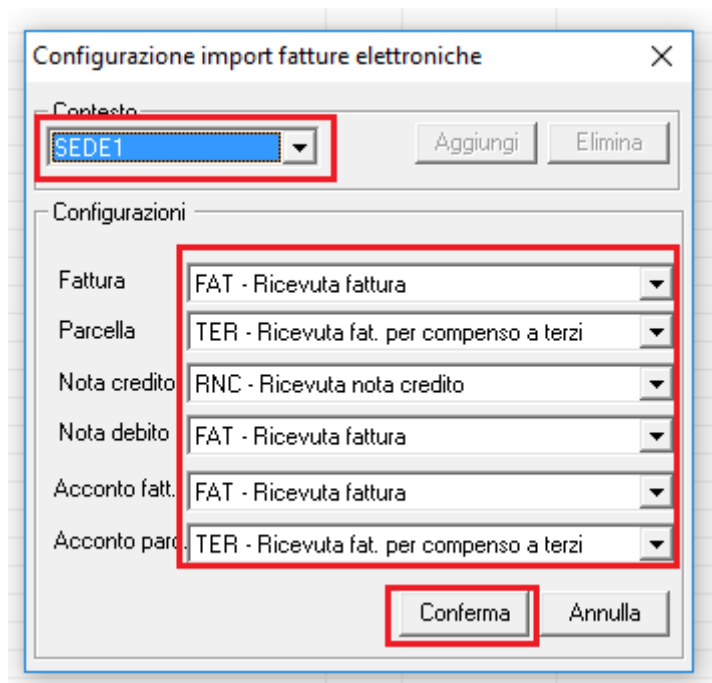 Configurazione import fatture elettroniche
Contesto
SEDE1
Aggiungi
Elimina
Configurazioni
Fattura
FAT - Ricevuta fattura
Parcella
TER - Ricevuta fat. per compenso a terzi
Nota credito
RNC - Ricevuta nota credito
Nota debito
FAT - Ricevuta fattura
Acconto fatt.
FAT - Ricevuta fattura
Acconto parc.
TER - Ricevuta fat. per compenso a terzi
Conferma
Annulla